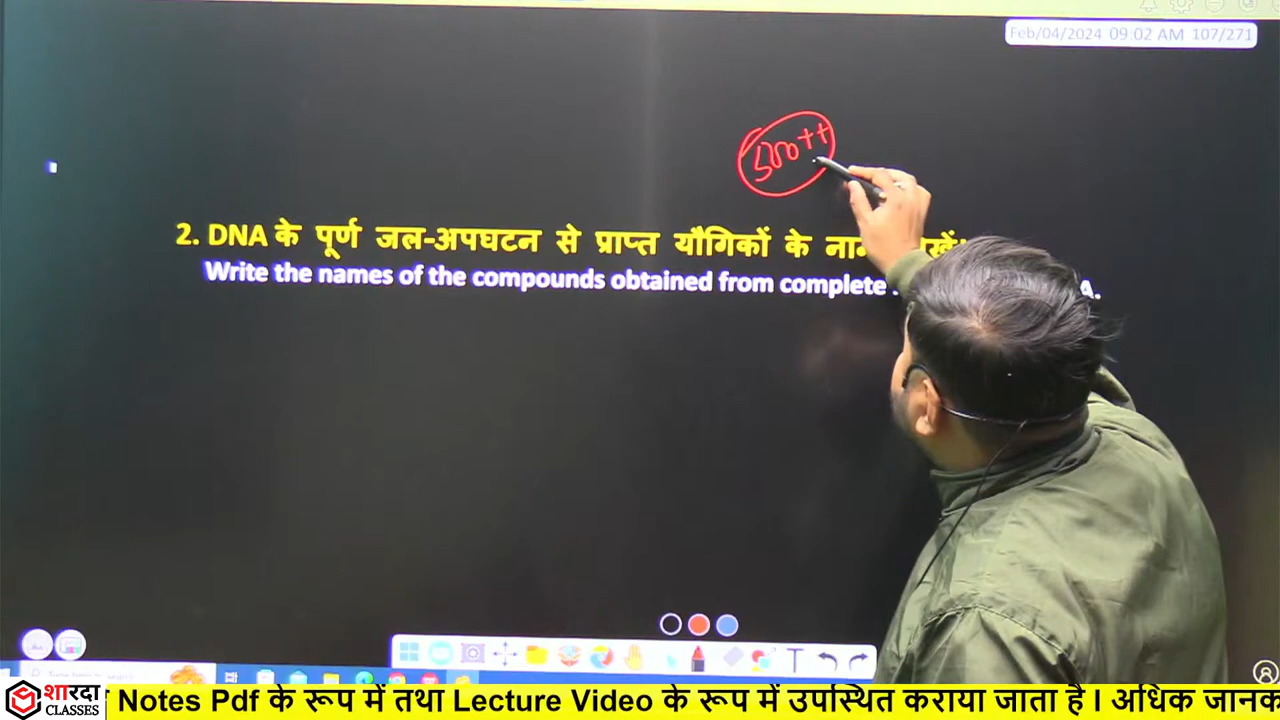 Feb/04/2024 09:02 AM 107/271
500++
2. DNA के पूर्ण जल-अपघटन से प्राप्त यौगिकों के
Write the names of the compounds obtained from complete
शारदा
CLASSES
Notes Pdf के रूप में तथा Lecture Video के रूप में उपस्थित कराया जाता है । अधिक